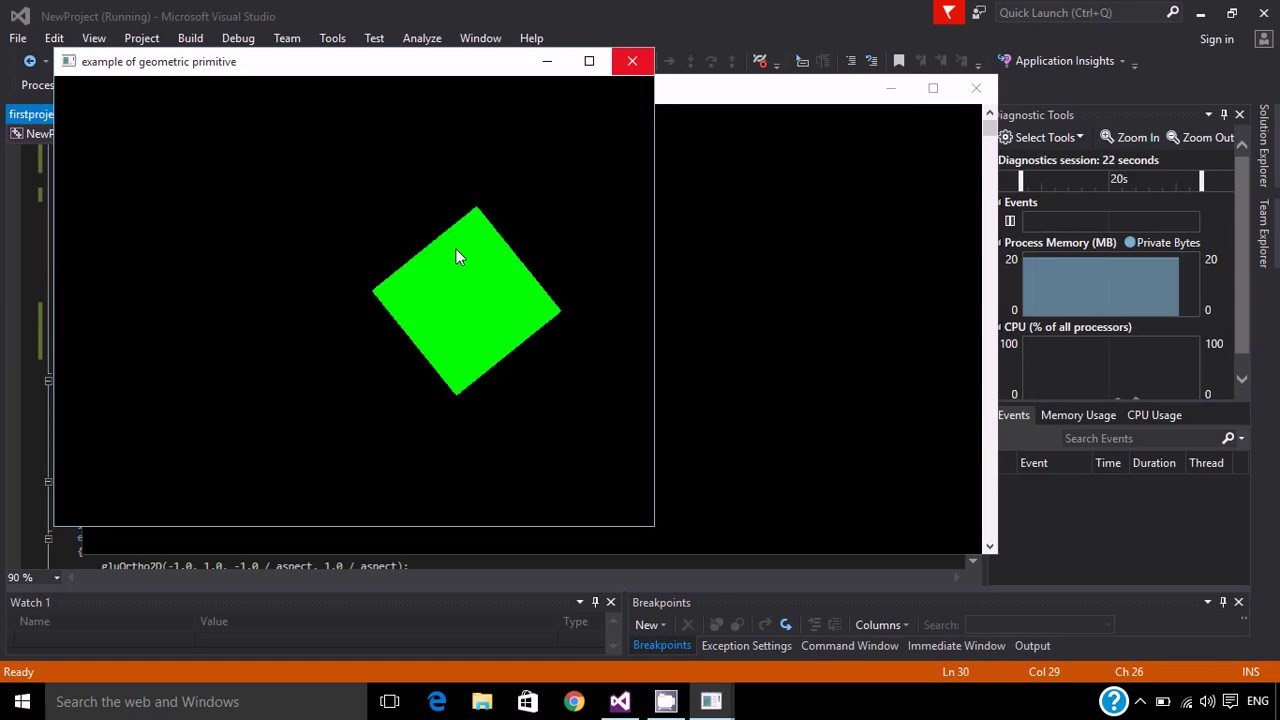 NewProject (Running) - Microsoft Visual Studio
Quick Launch (Ctrl+Q)
File Edit View Project Build Debug Team Tools Test Analyze Window Help
Sign in
example of geometric primitive
Application Insights
Proces
firstproje
Diagnostic Tools
NewP
Select Tools Zoom In Zoom Out
Diagnostics session: 22 seconds
20s
Events
Process Memory (MB) Private Bytes
20 20
0 0
CPU (% of all processors)
100 100
0 0
Events Memory Usage CPU Usage
Search Events
Event Time Duration Thread
Solution Explorer
Team Explorer
e
{
gluOrtho2D(-1.0, 1.0, -1.0 / aspect, 1.0 / aspect);
90 %
Watch 1
Name Value Type
Breakpoints
New Columns Search:
Breakpoints Exception Settings Command Window Immediate Window Output
Ready Ln 30 Col 29 Ch 26 INS
Search the web and Windows
ENG